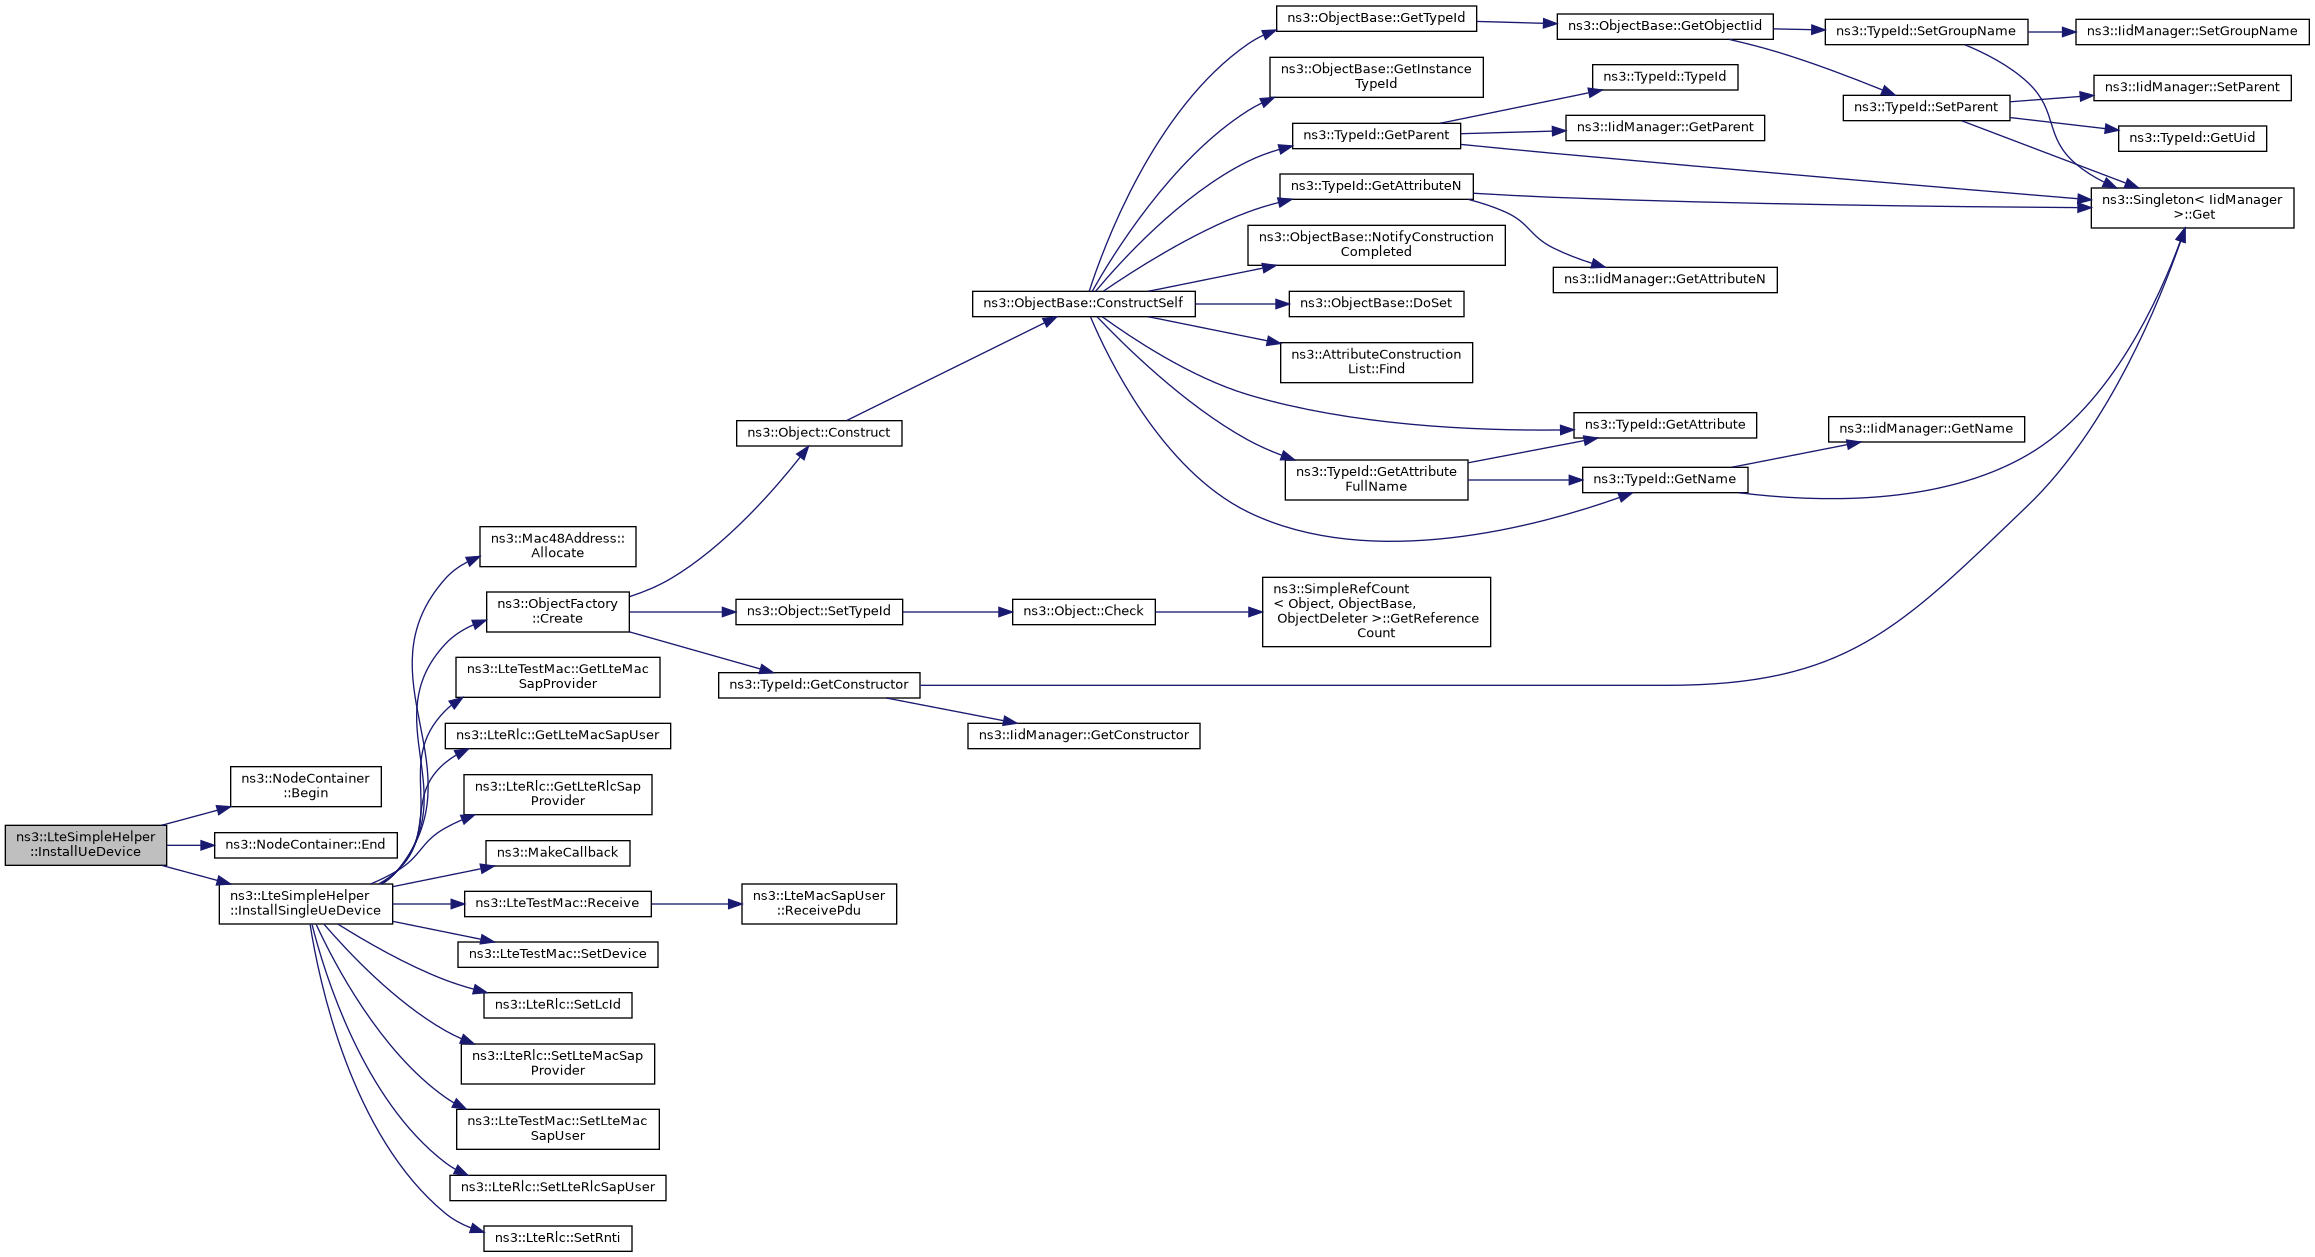 ns3::LteSimpleHelper
::InstallUeDevice
ns3::NodeContainer
::Begin
ns3::NodeContainer::End
ns3::LteSimpleHelper
::InstallSingleUeDevice
ns3::Mac48Address::
Allocate
ns3::ObjectFactory
::Create
ns3::LteTestMac::GetLteMac
SapProvider
ns3::LteRlc::GetLteMacSapUser
ns3::LteRlc::GetLteRlcSap
Provider
ns3::MakeCallback
ns3::LteTestMac::Receive
ns3::LteTestMac::SetDevice
ns3::LteRlc::SetLcId
ns3::LteRlc::SetLteMacSap
Provider
ns3::LteTestMac::SetLteMac
SapUser
ns3::LteRlc::SetLteRlcSapUser
ns3::LteRlc::SetRnti
ns3::Object::Construct
ns3::Object::SetTypeId
ns3::TypeId::GetConstructor
ns3::LteMacSapUser
::ReceivePdu
ns3::ObjectBase::ConstructSelf
ns3::Object::Check
ns3::IidManager::GetConstructor
ns3::ObjectBase::GetTypeId
ns3::ObjectBase::GetInstance
TypeId
ns3::TypeId::GetParent
ns3::TypeId::GetAttributeN
ns3::ObjectBase::NotifyConstruction
Completed
ns3::ObjectBase::DoSet
ns3::AttributeConstruction
List::Find
ns3::TypeId::GetAttribute
FullName
ns3::SimpleRefCount
< Object, ObjectBase,
ObjectDeleter >::GetReference
Count
ns3::ObjectBase::GetObjectIid
ns3::TypeId::TypeId
ns3::IidManager::GetParent
ns3::IidManager::GetAttributeN
ns3::TypeId::GetAttribute
ns3::TypeId::GetName
ns3::TypeId::SetGroupName
ns3::TypeId::SetParent
ns3::IidManager::GetName
ns3::IidManager::SetGroupName
ns3::IidManager::SetParent
ns3::TypeId::GetUid
ns3::Singleton< IidManager
>::Get